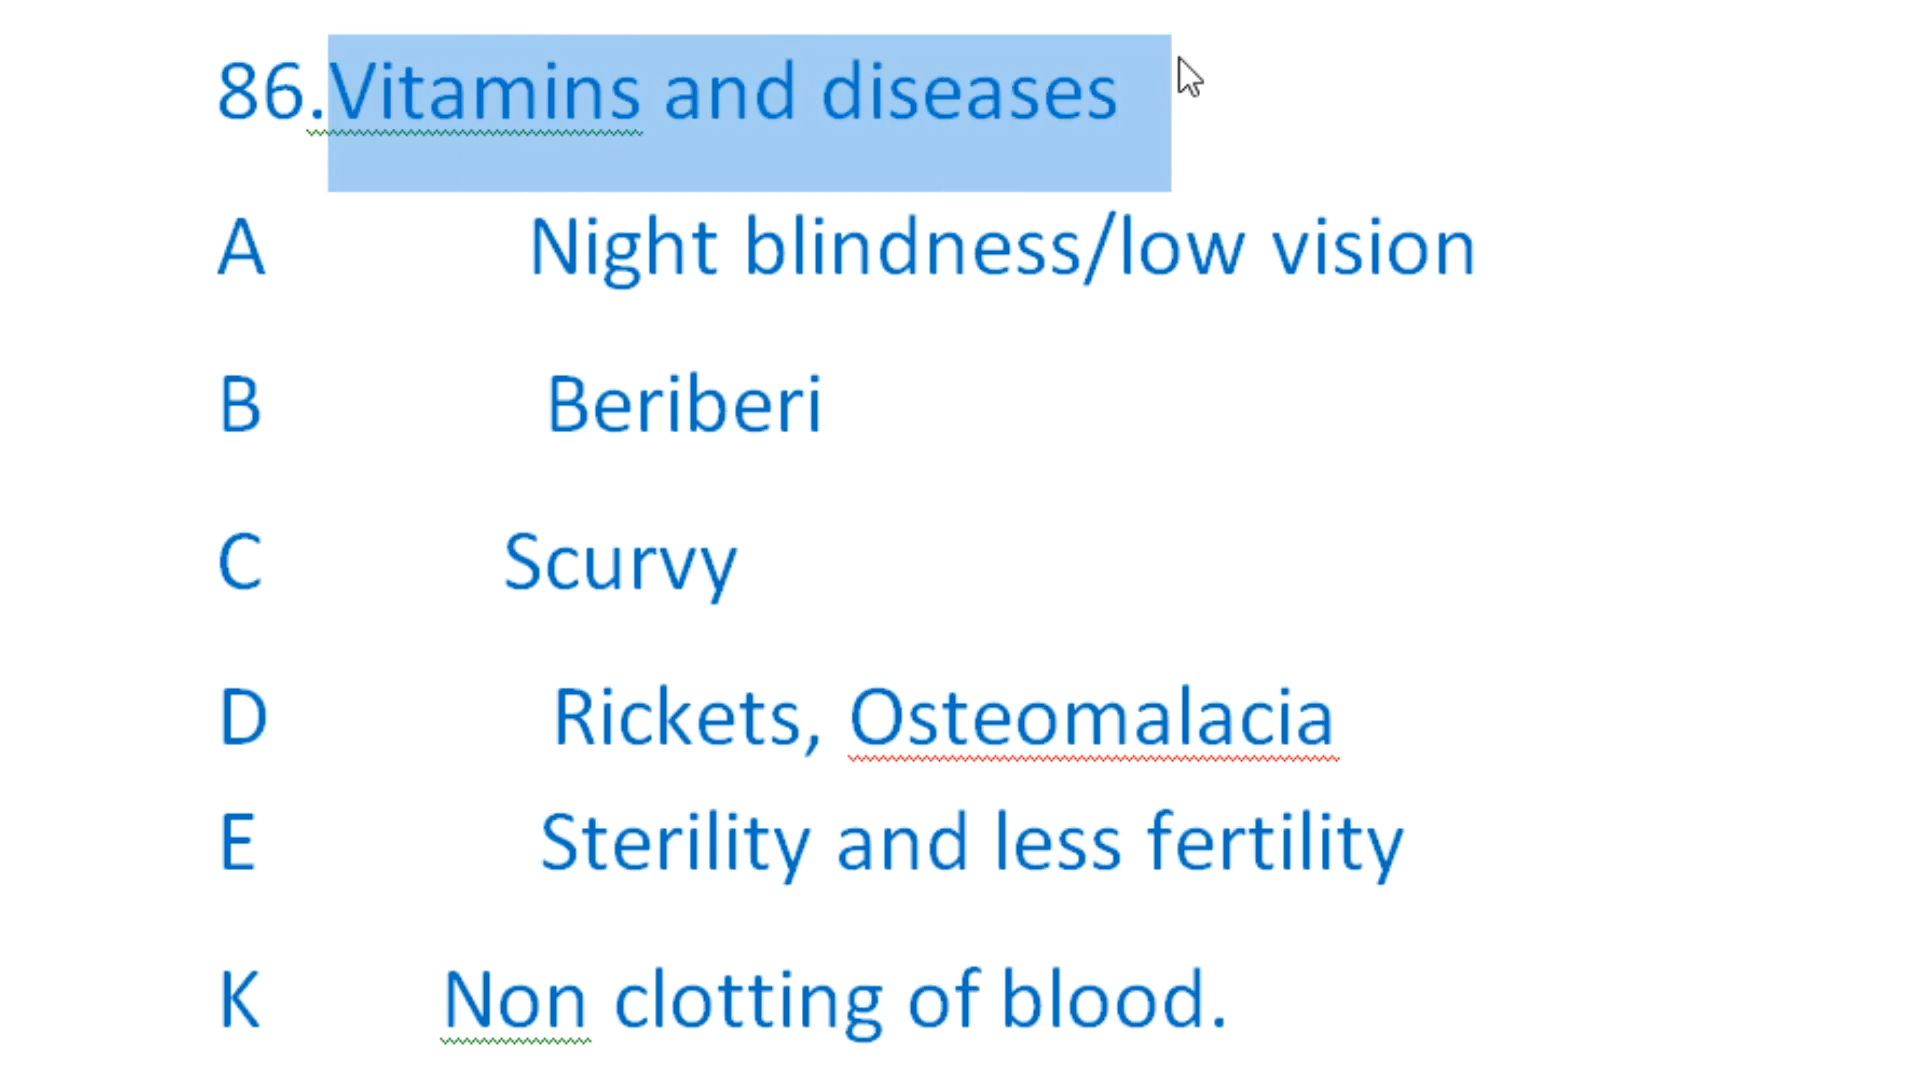 86.Vitamins and diseases
A Night blindness/low vision
B Beriberi
C Scurvy
D Rickets, Osteomalacia
E Sterility and less fertility
K Non clotting of blood.